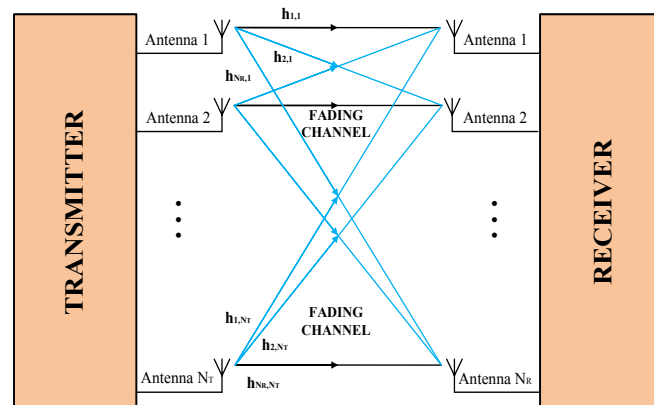 TRANSMITTER
Antenna 1
h1,1
Antenna 1
h2,1
hNR,1
Antenna 2
FADING
CHANNEL
Antenna 2
RECEIVER
h1,NT
FADING
CHANNEL
h2,NT
Antenna NT
hNR,NT
Antenna NR